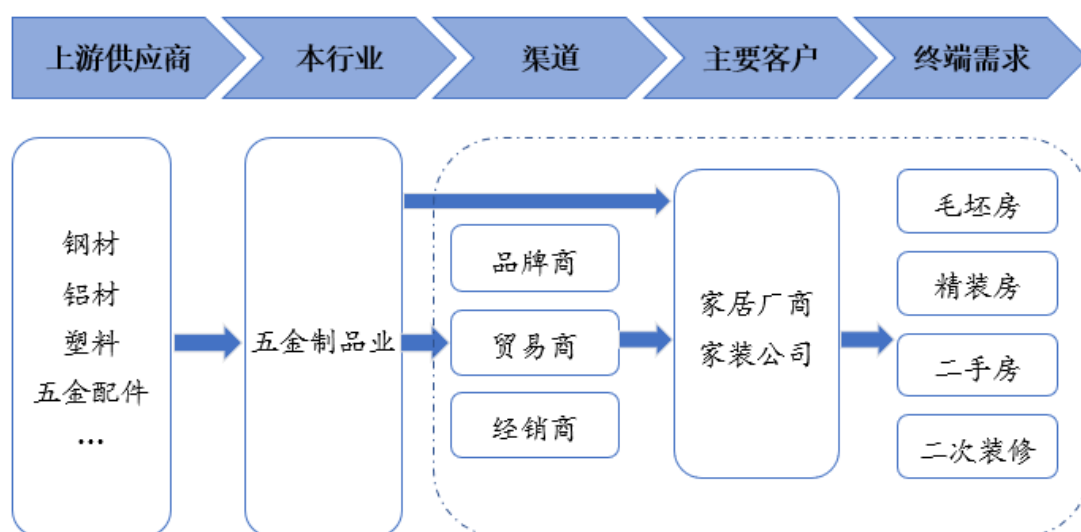 上游供应商
本行业
渠道
主要客户
终端需求
钢材
铝材
塑料
五金配件
...
五金制品业
品牌商
贸易商
经销商
家居厂商
家装公司
毛坯房
精装房
二手房
二次装修